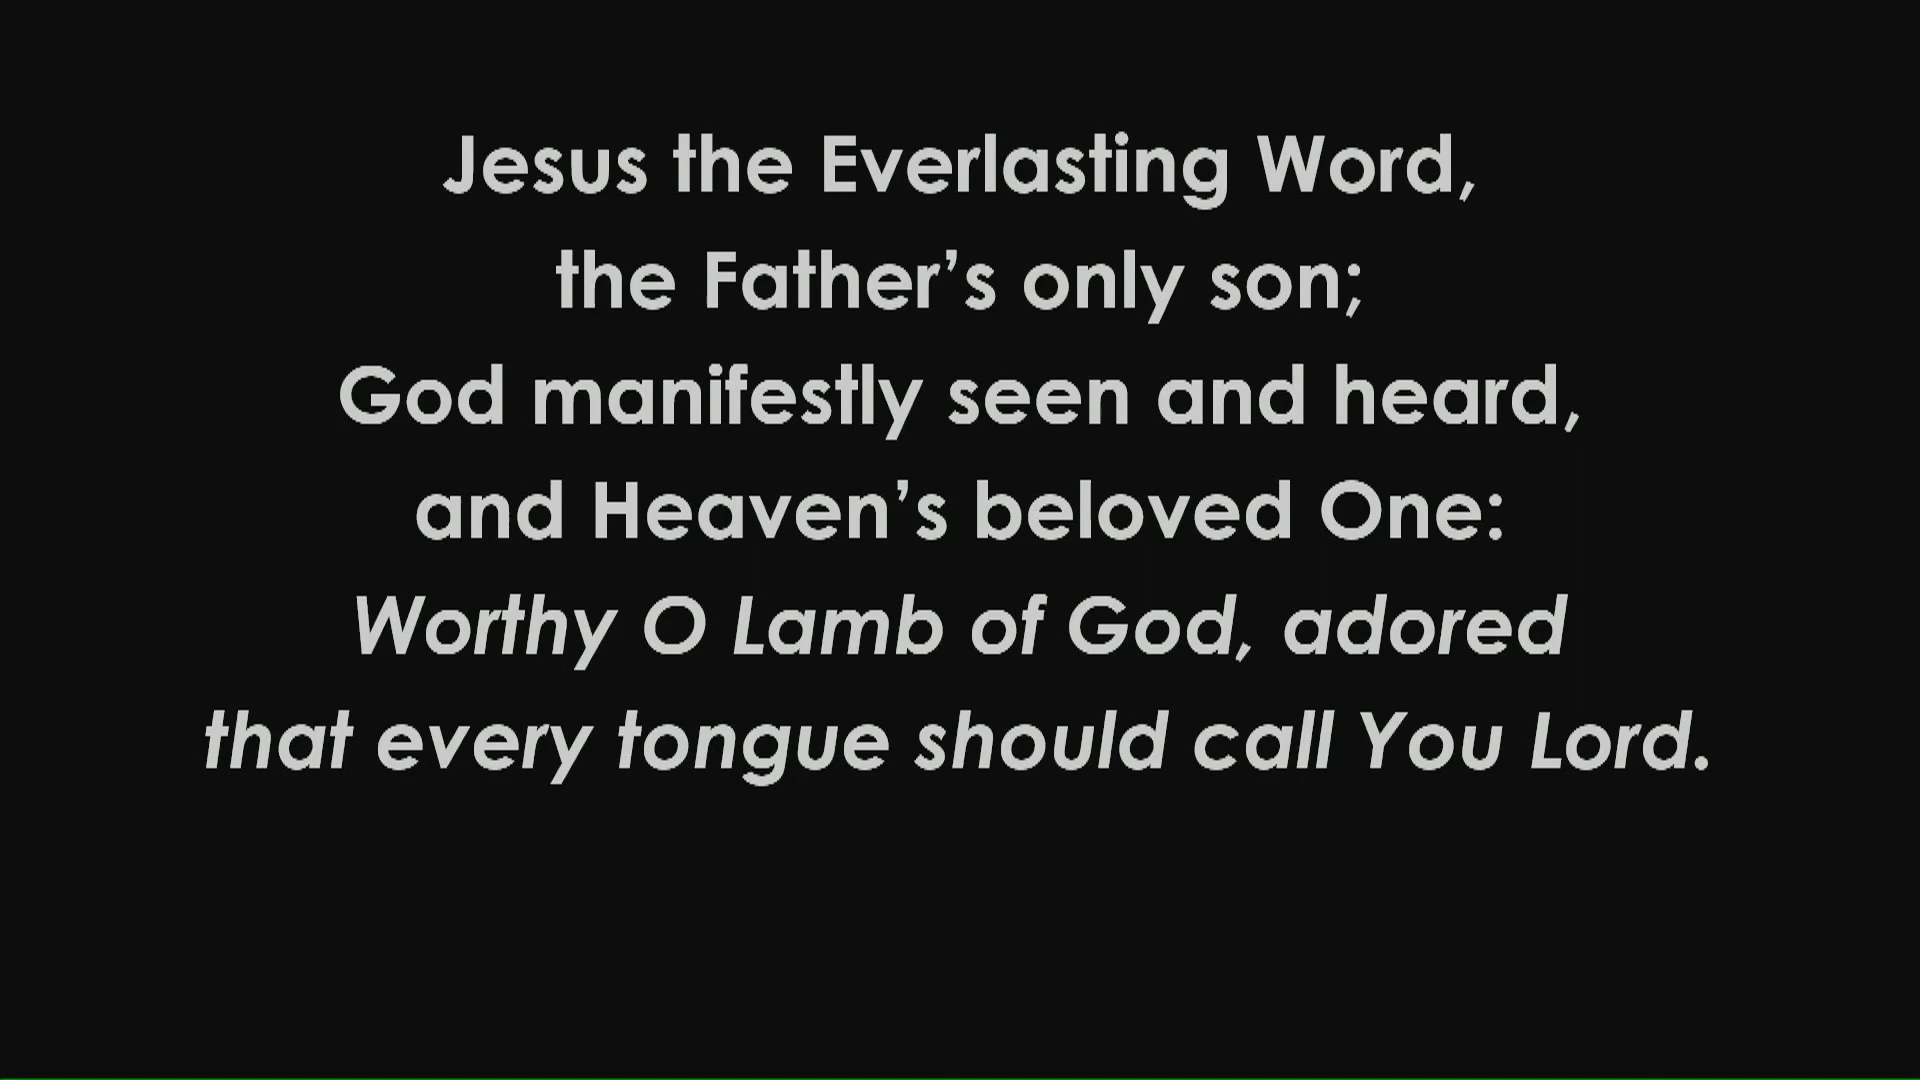 Jesus the Everlasting Word,
the Father’s only son;
God manifestly seen and heard,
and Heaven’s beloved One:
Worthy O Lamb of God, adored
that every tongue should call You Lord.